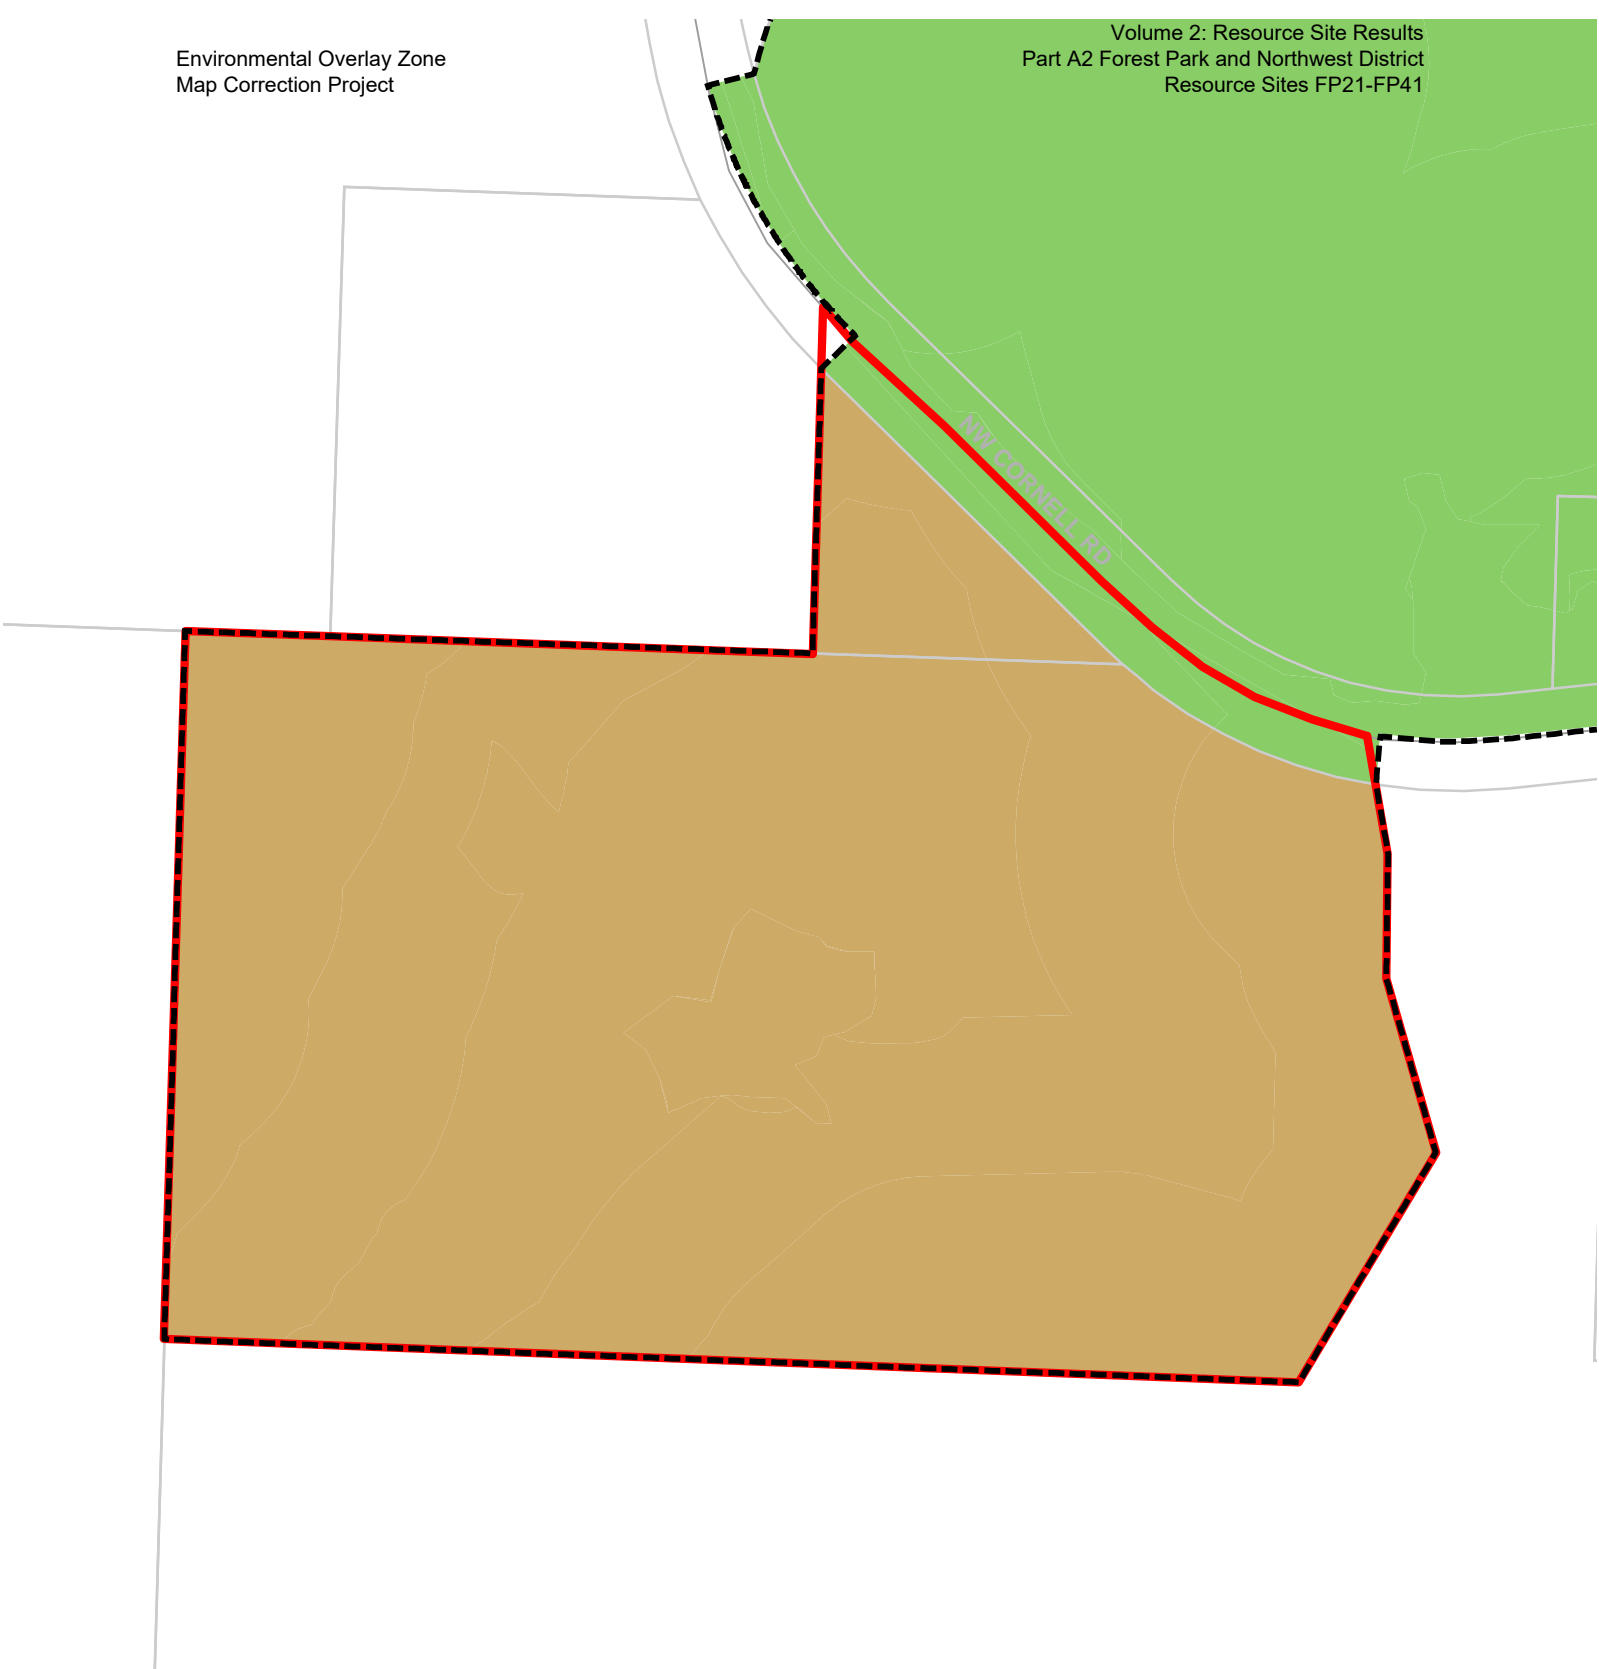 Environmental Overlay Zone
Map Correction Project
Volume 2: Resource Site Results
Part A2 Forest Park and Northwest District
Resource Sites FP21-FP41
NW CORNELL RD